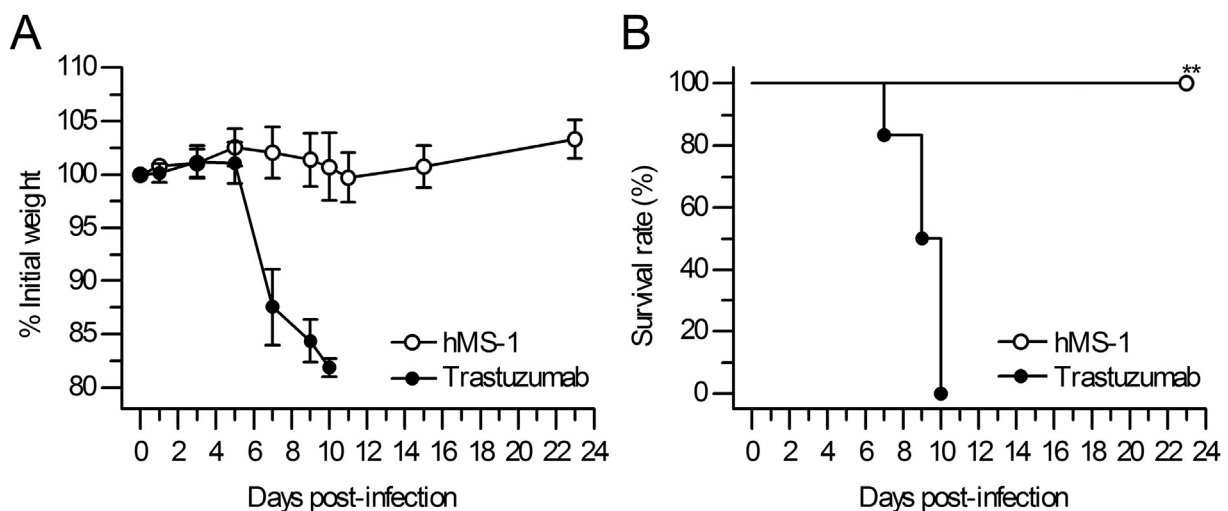 A
% Initial weight
110
105
100
95
90
85
80
hMS-1
Trastuzumab
0 2 4 6 8 10 12 14 16 18 20 22 24
Days post-infection
B
Survival rate (%)
100
80
60
40
20
0
**
hMS-1
Trastuzumab
0 2 4 6 8 10 12 14 16 18 20 22 24
Days post-infection